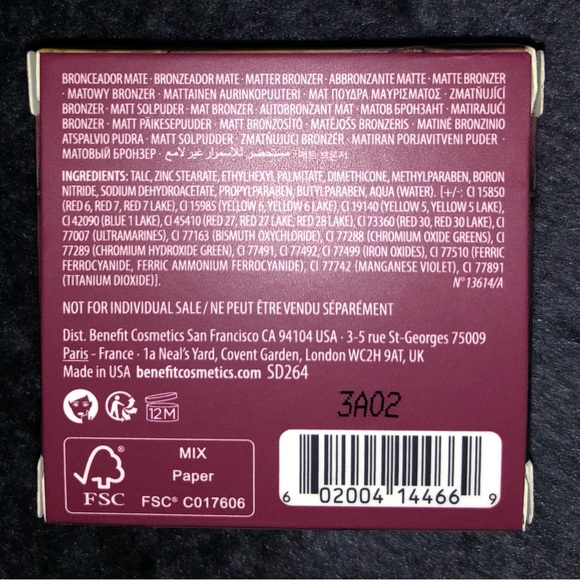 BRONCEADOR MATE · BRONZEADOR MATE · MATTER BRONZER · ABBRONZANTE MATTE · MATTE BRONZER
· MATOWY BRONZER · MATTAINEN AURINKOPUUTERI · ΜΑΤ ΠΟΥΔΡΑ ΜΑΥΡΙΣΜΑΤΟΣ · ZMATŇUJÍCÍ
BRONZER · MATT SOLPUDER · MAT BRONZER · AUTOBRONZANT MAT · МАТОВ БРОНЗАНТ · MATIRAJUĆI
BRONZER · MATT PÄIKESEPUUDER · MATT BRONZOSÍTÓ · MATĖJOŠS BRONZERIS · MATINĖ BRONZINIO
ATSPALVIO PUDRA · MATT SOLPUDDER · ZMATŇUJÚCI BRONZÉR · MATIRAN PORJAVITVENI PUDER ·
МАТОВЫЙ БРОНЗЕР · مستحضر للأسمرار غير لامع ·
INGREDIENTS: TALC, ZINC STEARATE, ETHYLHEXYL PALMITATE, DIMETHICONE, METHYLPARABEN, BORON
NITRIDE, SODIUM DEHYDROACETATE, PROPYLPARABEN, BUTYLPARABEN, AQUA (WATER). [+/-: CI 15850
(RED 6, RED 7, RED 7 LAKE), CI 15985 (YELLOW 6, YELLOW 6 LAKE), CI 19140 (YELLOW 5, YELLOW 5 LAKE),
CI 42090 (BLUE 1 LAKE), CI 45410 (RED 27, RED 27 LAKE, RED 28 LAKE), CI 73360 (RED 30, RED 30 LAKE), CI
77007 (ULTRAMARINES), CI 77163 (BISMUTH OXYCHLORIDE), CI 77288 (CHROMIUM OXIDE GREENS), CI
77289 (CHROMIUM HYDROXIDE GREEN), CI 77491, CI 77492, CI 77499 (IRON OXIDES), CI 77510 (FERRIC
FERROCYANIDE, FERRIC AMMONIUM FERROCYANIDE), CI 77742 (MANGANESE VIOLET), CI 77891
(TITANIUM DIOXIDE)]. N°13614/A
NOT FOR INDIVIDUAL SALE / NE PEUT ÊTRE VENDU SÉPARÉMENT
Dist. Benefit Cosmetics San Francisco CA 94104 USA · 3-5 rue St-Georges 75009
Paris - France · 1a Neal's Yard, Covent Garden, London WC2H 9AT, UK
Made in USA benefitcosmetics.com SD264
12M
3A02
FSC
MIX
Paper
FSC® C017606
6 02004 14466 9